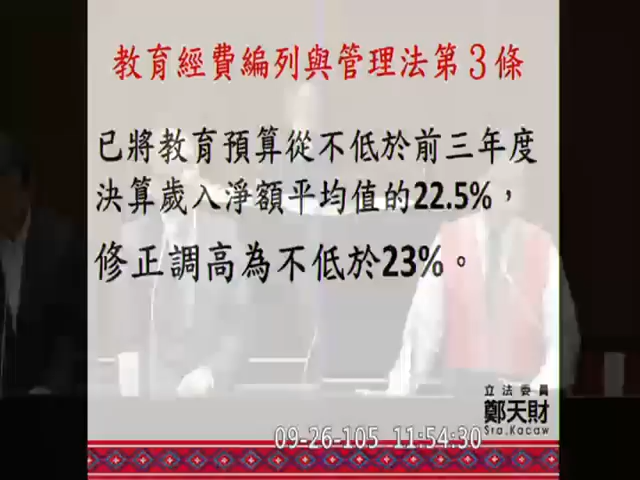 教育經費編列與管理法第3條
已將教育預算從不低於前三年度
決算歲入淨額平均值的22.5%，
修正調高為不低於23%。
立法委員
鄭天財
Sra.Kacaw
09-26-105 11:54:30